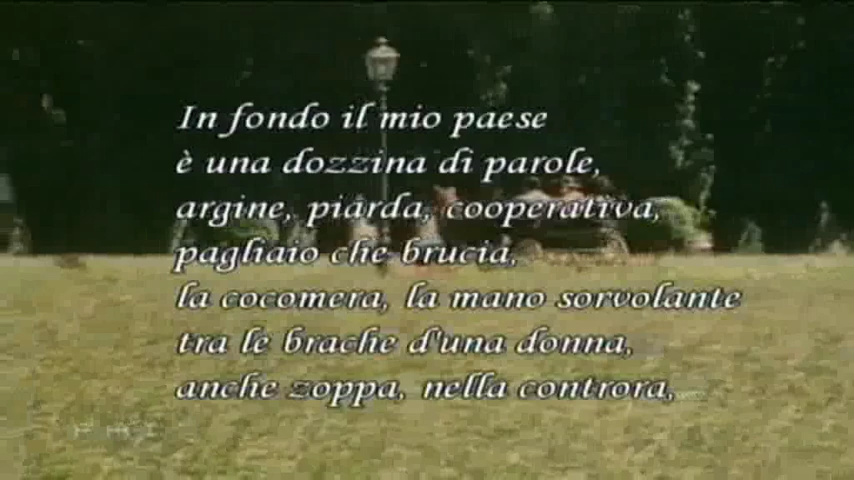 In fondo il mio paese
è una dozzina di parole,
argine, piarda, cooperativa,
pagliaio che brucia,
la cocomera, la mano sorvolante
tra le brache d'una donna,
anche zoppa, nella controra,